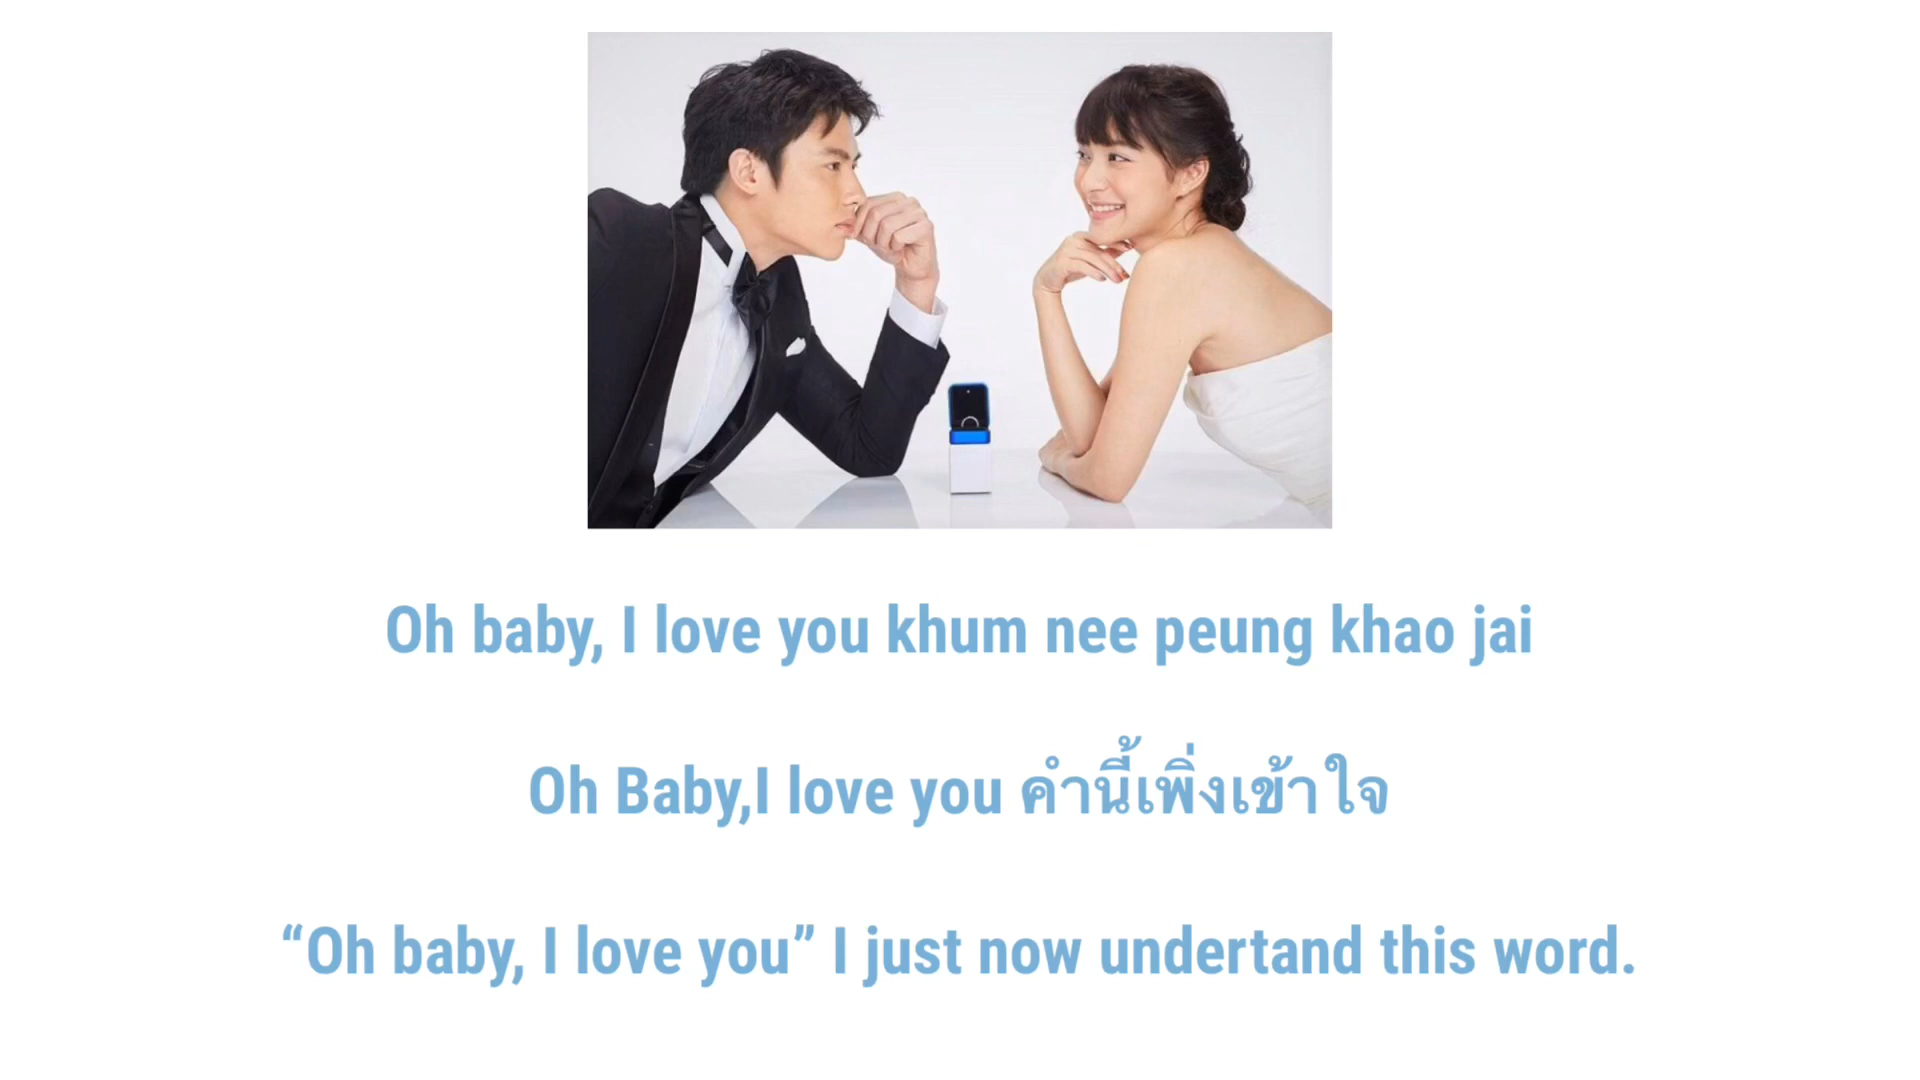 Oh baby, I love you khum nee peung khao jai
Oh Baby,I love you คำนี้เพิ่งเข้าใจ
“Oh baby, I love you” I just now undertand this word.